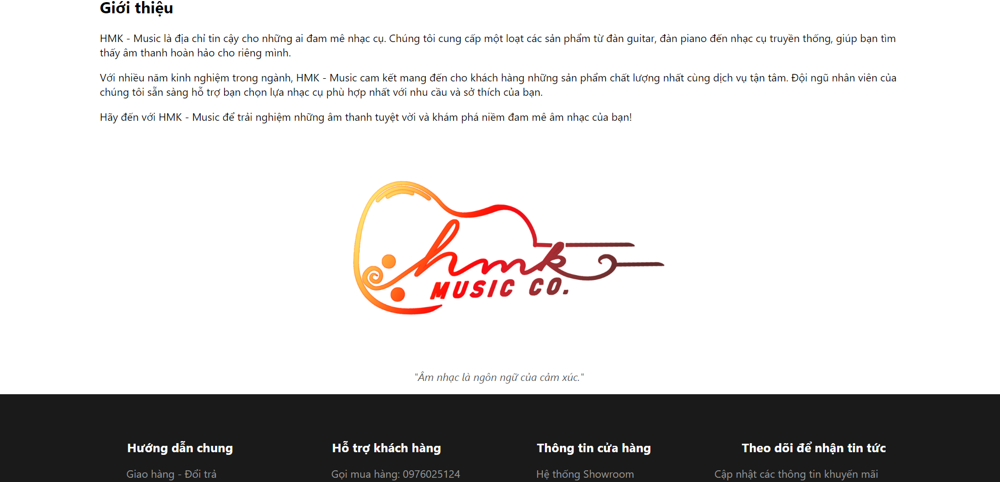 Giới thiệu
HMK - Music là địa chỉ tin cậy cho những ai đam mê nhạc cụ. Chúng tôi cung cấp một loạt các sản phẩm từ đàn guitar, đàn piano đến nhạc cụ truyền thống, giúp bạn tìm
thấy âm thanh hoàn hảo cho riêng mình.
Với nhiều năm kinh nghiệm trong ngành, HMK - Music cam kết mang đến cho khách hàng những sản phẩm chất lượng nhất cùng dịch vụ tận tâm. Đội ngũ nhân viên của
chúng tôi sẵn sàng hỗ trợ bạn chọn lựa nhạc cụ phù hợp nhất với nhu cầu và sở thích của bạn.
Hãy đến với HMK - Music để trải nghiệm những âm thanh tuyệt vời và khám phá niềm đam mê âm nhạc của bạn!
hmk
MUSIC CO.
"Âm nhạc là ngôn ngữ của cảm xúc."
Hướng dẫn chung
Giao hàng - Đổi trả
Hỗ trợ khách hàng
Gọi mua hàng: 0976025124
Thông tin cửa hàng
Hệ thống Showroom
Theo dõi để nhận tin tức
Cập nhật các thông tin khuyến mãi